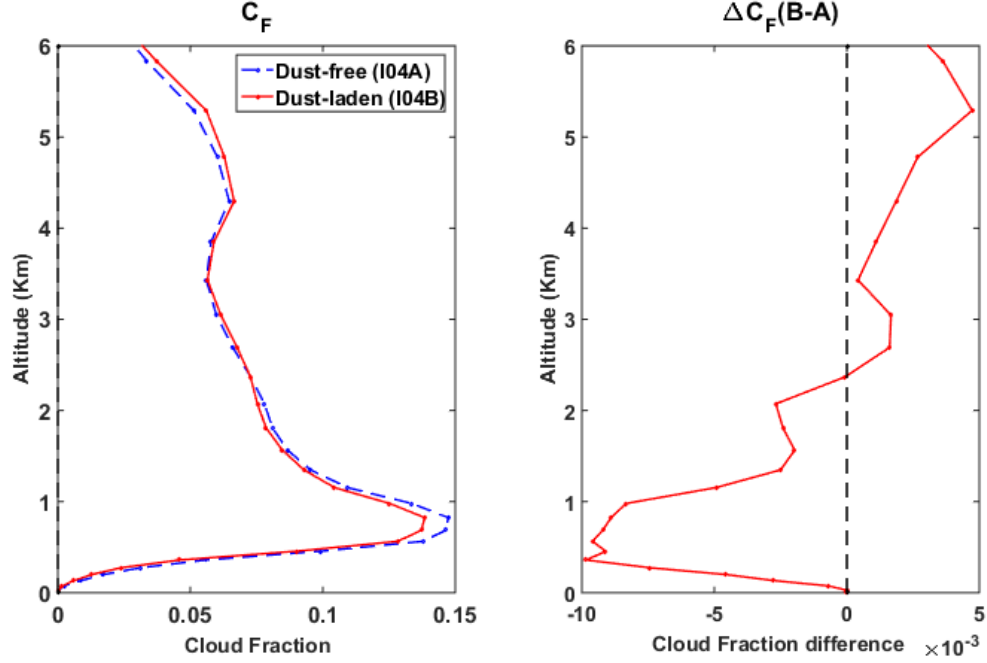 C_F
6
5
4
3
2
1
0
Altitude (Km)
Dust-free (I04A)
Dust-laden (I04B)
0
0.05
0.1
0.15
Cloud Fraction
ΔC_F(B-A)
6
5
4
3
2
1
0
Altitude (Km)
-10
-5
0
5
Cloud Fraction difference ×10^-3